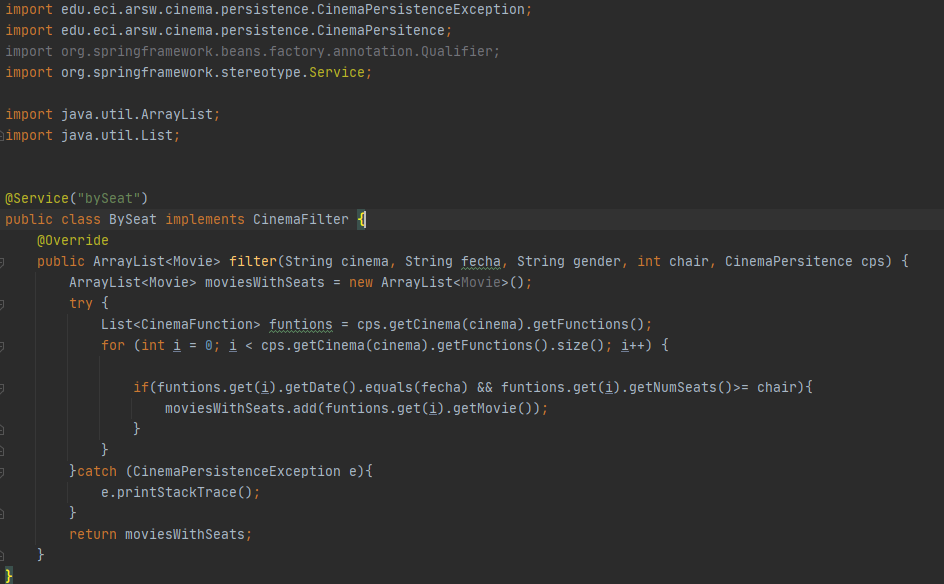 import edu.eci.arsw.cinema.persistence.CinemaPersistenceException;
import edu.eci.arsw.cinema.persistence.CinemaPersitence;
import org.springframework.beans.factory.annotation.Qualifier;
import org.springframework.stereotype.Service;
import java.util.ArrayList;
import java.util.List;
@Service("bySeat")
public class BySeat implements CinemaFilter {
    @Override
    public ArrayList<Movie> filter(String cinema, String fecha, String gender, int chair, CinemaPersitence cps) {
        ArrayList<Movie> moviesWithSeats = new ArrayList<Movie>();
        try {
            List<CinemaFunction> funtions = cps.getCinema(cinema).getFunctions();
            for (int i = 0; i < cps.getCinema(cinema).getFunctions().size(); i++) {
                if(funtions.get(i).getDate().equals(fecha) && funtions.get(i).getNumSeats()>= chair){
                    moviesWithSeats.add(funtions.get(i).getMovie());
                }
            }
        }catch (CinemaPersistenceException e){
            e.printStackTrace();
        }
        return moviesWithSeats;
    }
}